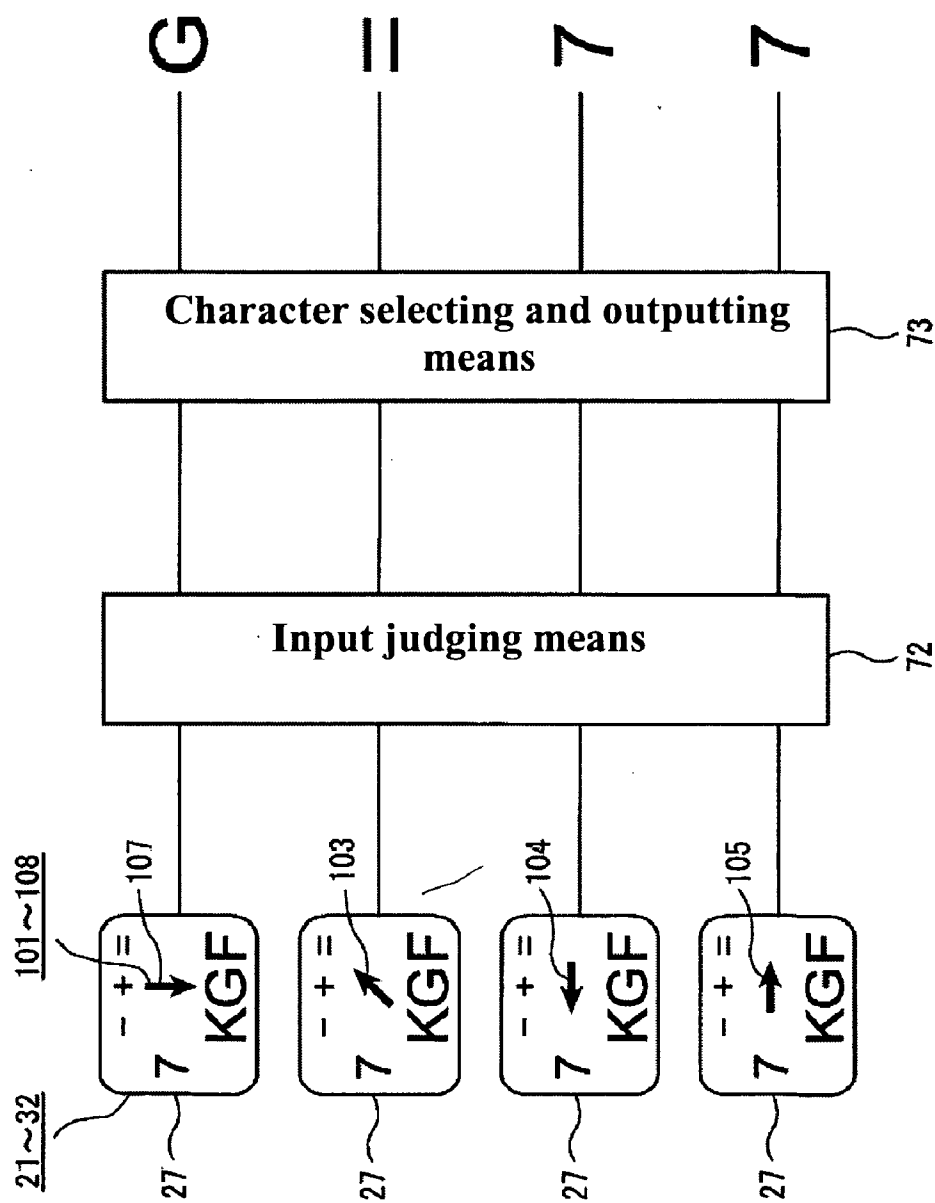 G
=
7
7
Character selecting and outputting
means
73
Input judging means
72
101~108
107
103
104
105
21~32
- + =
7
KGF
27
- + =
7
KGF
27
- + =
7
KGF
27
- + =
7
KGF
27